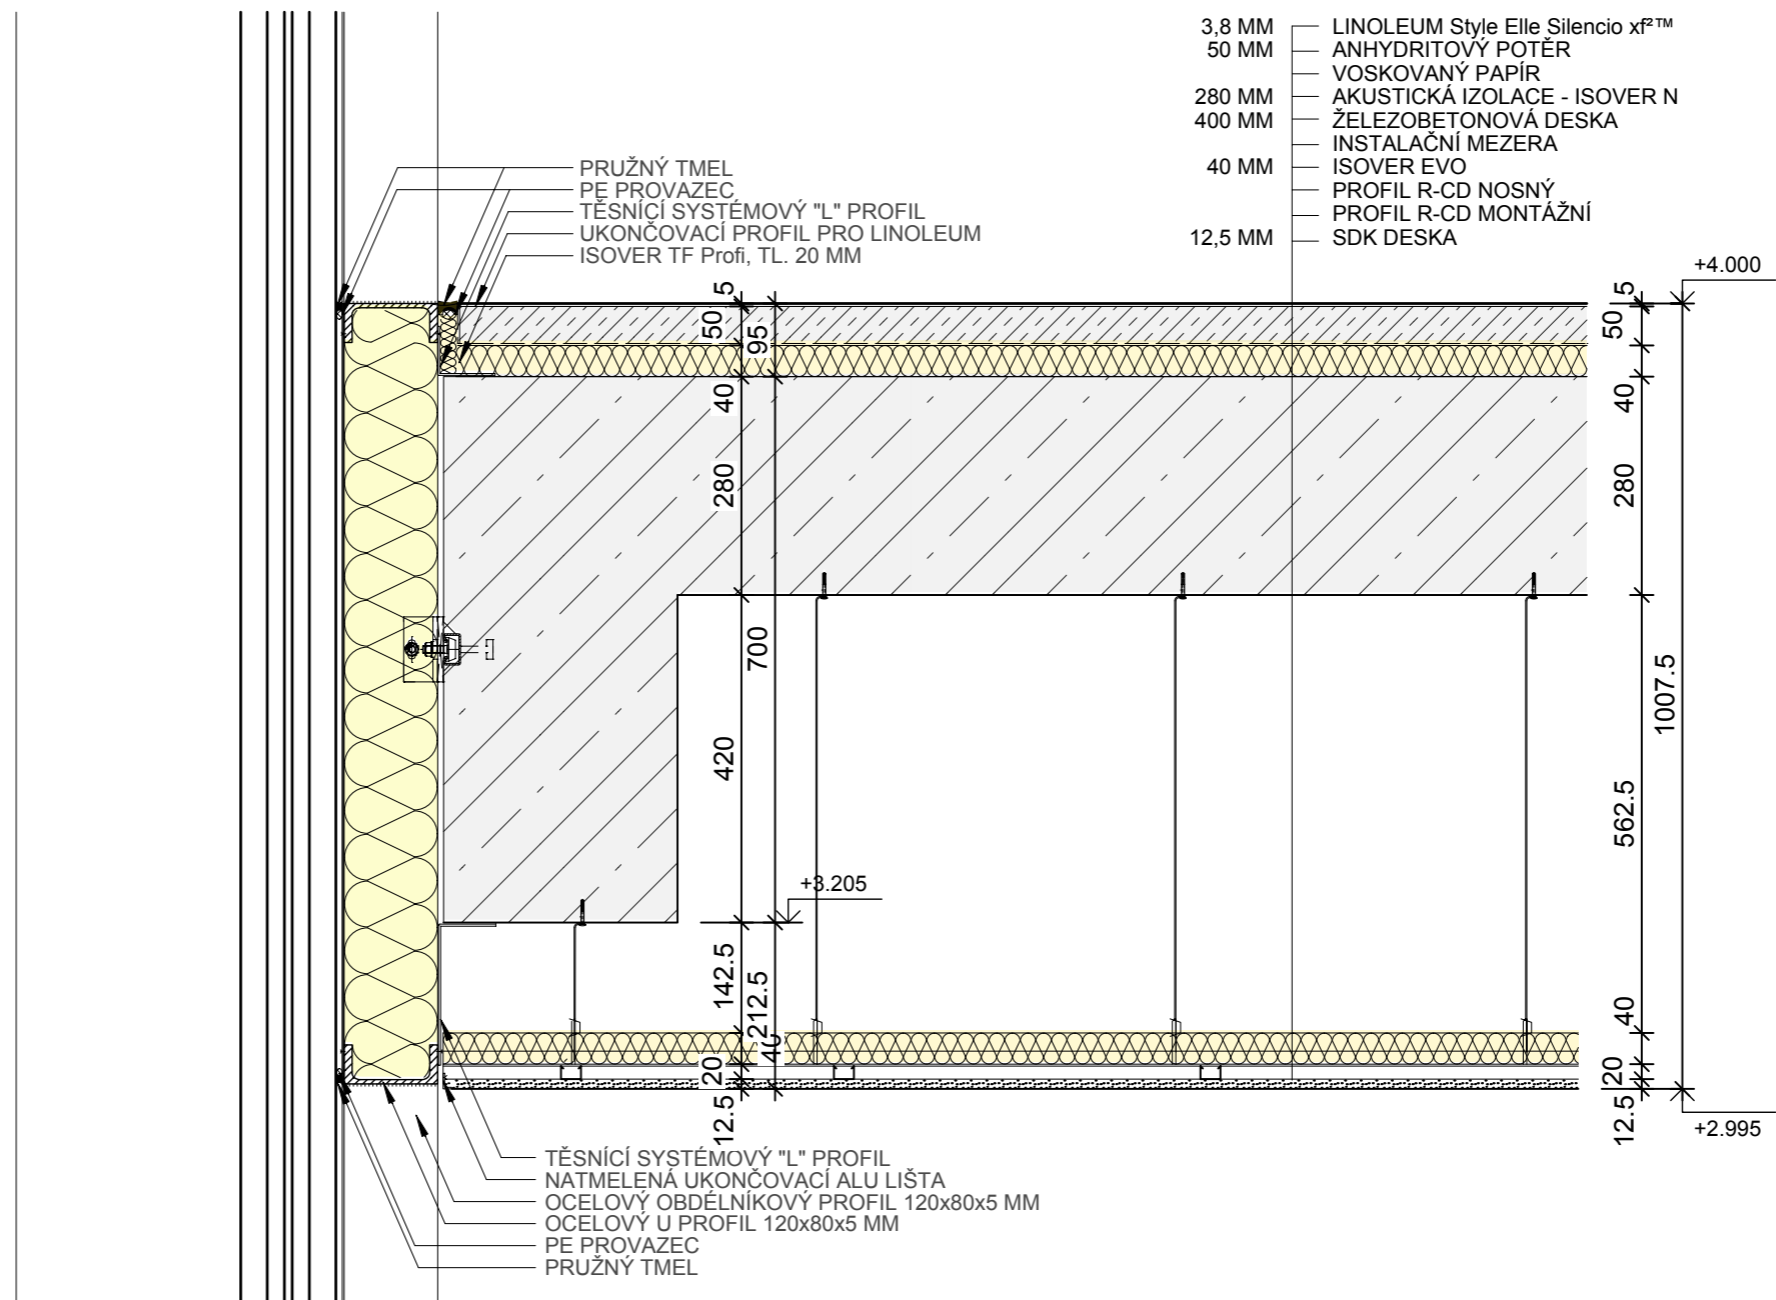 3,8 MM LINOLEUM Style Elle Silencio xf²™
50 MM ANHYDRITOVÝ POTĚR
VOSKOVANÝ PAPÍR
280 MM AKUSTICKÁ IZOLACE - ISOVER N
400 MM ŽELEZOBETONOVÁ DESKA
INSTALAČNÍ MEZERA
40 MM ISOVER EVO
PROFIL R-CD NOSNÝ
PROFIL R-CD MONTÁŽNÍ
12,5 MM SDK DESKA
PRUŽNÝ TMEL
PE PROVAZEC
TĚSNÍCÍ SYSTÉMOVÝ "L" PROFIL
UKONČOVACÍ PROFIL PRO LINOLEUM
ISOVER TF Profi, TL. 20 MM
+4.000
5
50
95
40
280
700
420
+3.205
142.5
212.5
40
20
12.5
5
50
40
280
1007.5
562.5
40
20
12.5
+2.995
TĚSNÍCÍ SYSTÉMOVÝ "L" PROFIL
NATMELENÁ UKONČOVACÍ ALU LIŠTA
OCELOVÝ OBDÉLNÍKOVÝ PROFIL 120x80x5 MM
OCELOVÝ U PROFIL 120x80x5 MM
PE PROVAZEC
PRUŽNÝ TMEL